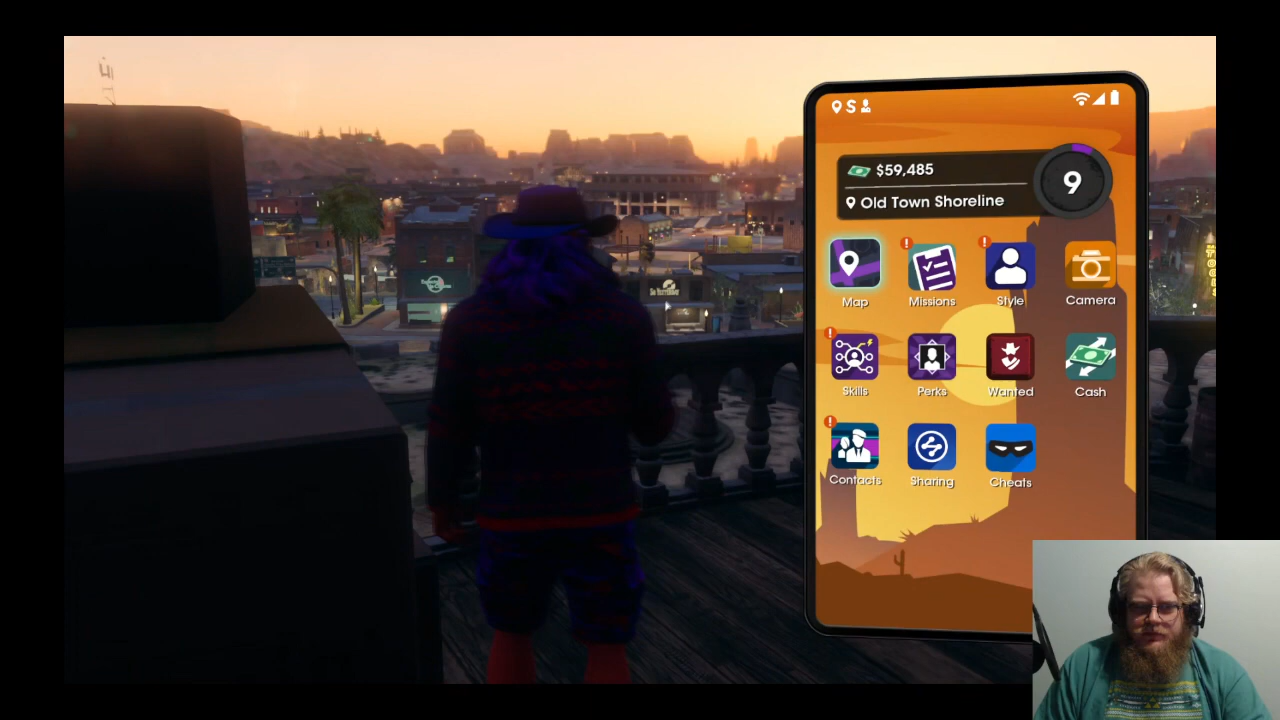 S
$59,485
9
Old Town Shoreline
Map
Missions
Style
Camera
Skills
Perks
Wanted
Cash
Contacts
Sharing
Cheats